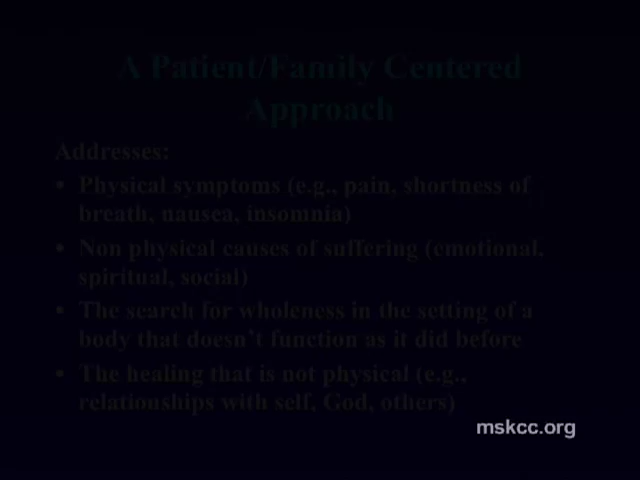 A Patient/Family Centered
Approach
Addresses:
• Physical symptoms (e.g., pain, shortness of
breath, nausea, insomnia)
• Non physical causes of suffering (emotional,
spiritual, social)
• The search for wholeness in the setting of a
body that doesn't function as it did before
• The healing that is not physical (e.g.,
relationships with self, God, others)
mskcc.org